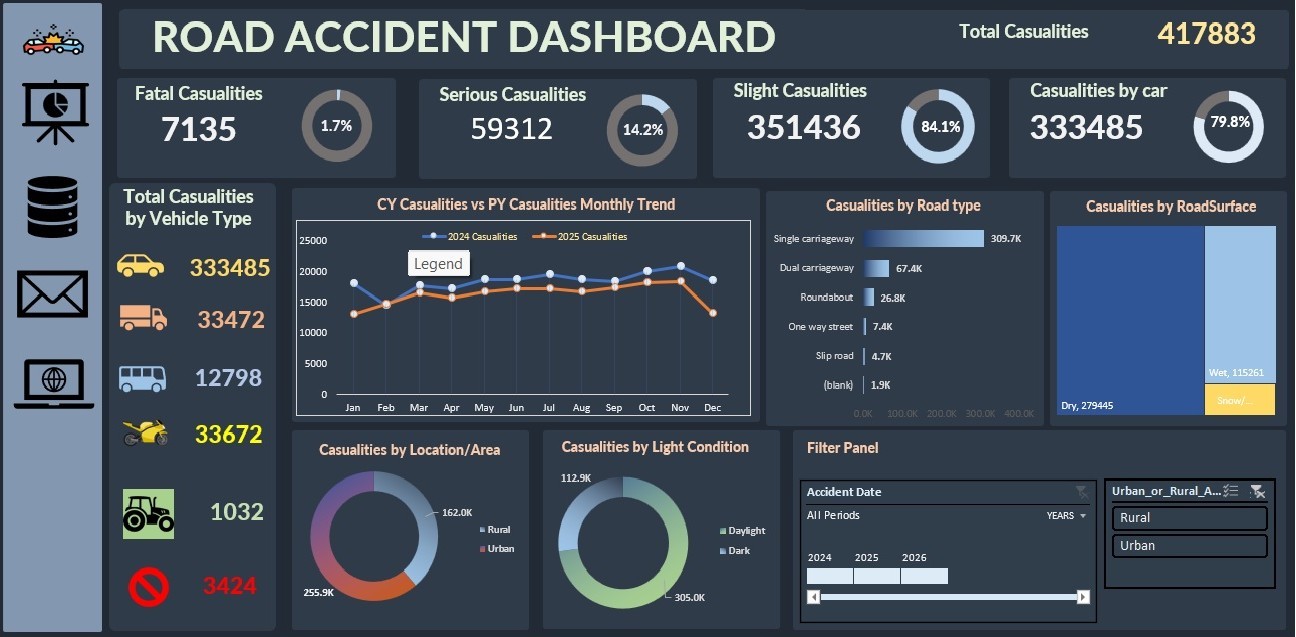 ROAD ACCIDENT DASHBOARD
Total Casualities
417883
Fatal Casualities
7135
1.7%
Serious Casualities
59312
14.2%
Slight Casualities
351436
84.1%
Casualities by car
333485
79.8%
Total Casualities
by Vehicle Type
333485
33472
12798
33672
1032
3424
CY Casualities vs PY Casualities Monthly Trend
2024 Casualities
2025 Casualities
Legend
25000
20000
15000
10000
5000
0
Jan Feb Mar Apr May Jun Jul Aug Sep Oct Nov Dec
Casualities by Road type
Single carriageway 309.7K
Dual carriageway 67.4K
Roundabout 26.8K
One way street 7.4K
Slip road 4.7K
(blank) 1.9K
0.0K 100.0K 200.0K 300.0K 400.0K
Casualities by RoadSurface
Dry, 279445
Wet, 115261
Snow/...
Casualities by Location/Area
162.0K
255.9K
Rural
Urban
Casualities by Light Condition
112.9K
305.0K
Daylight
Dark
Filter Panel
Accident Date
All Periods
YEARS
2024 2025 2026
Urban_or_Rural_A...
Rural
Urban